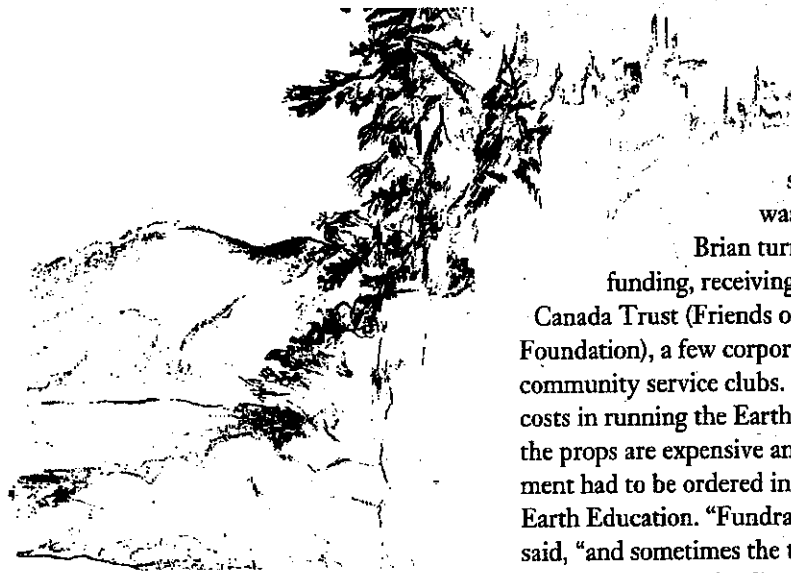 s
was
Brian turn
funding, receiving
Canada Trust (Friends o
Foundation), a few corpor
community service clubs.
costs in running the Earth
the props are expensive an
ment had to be ordered in
Earth Education. “Fundra
said, “and sometimes the t